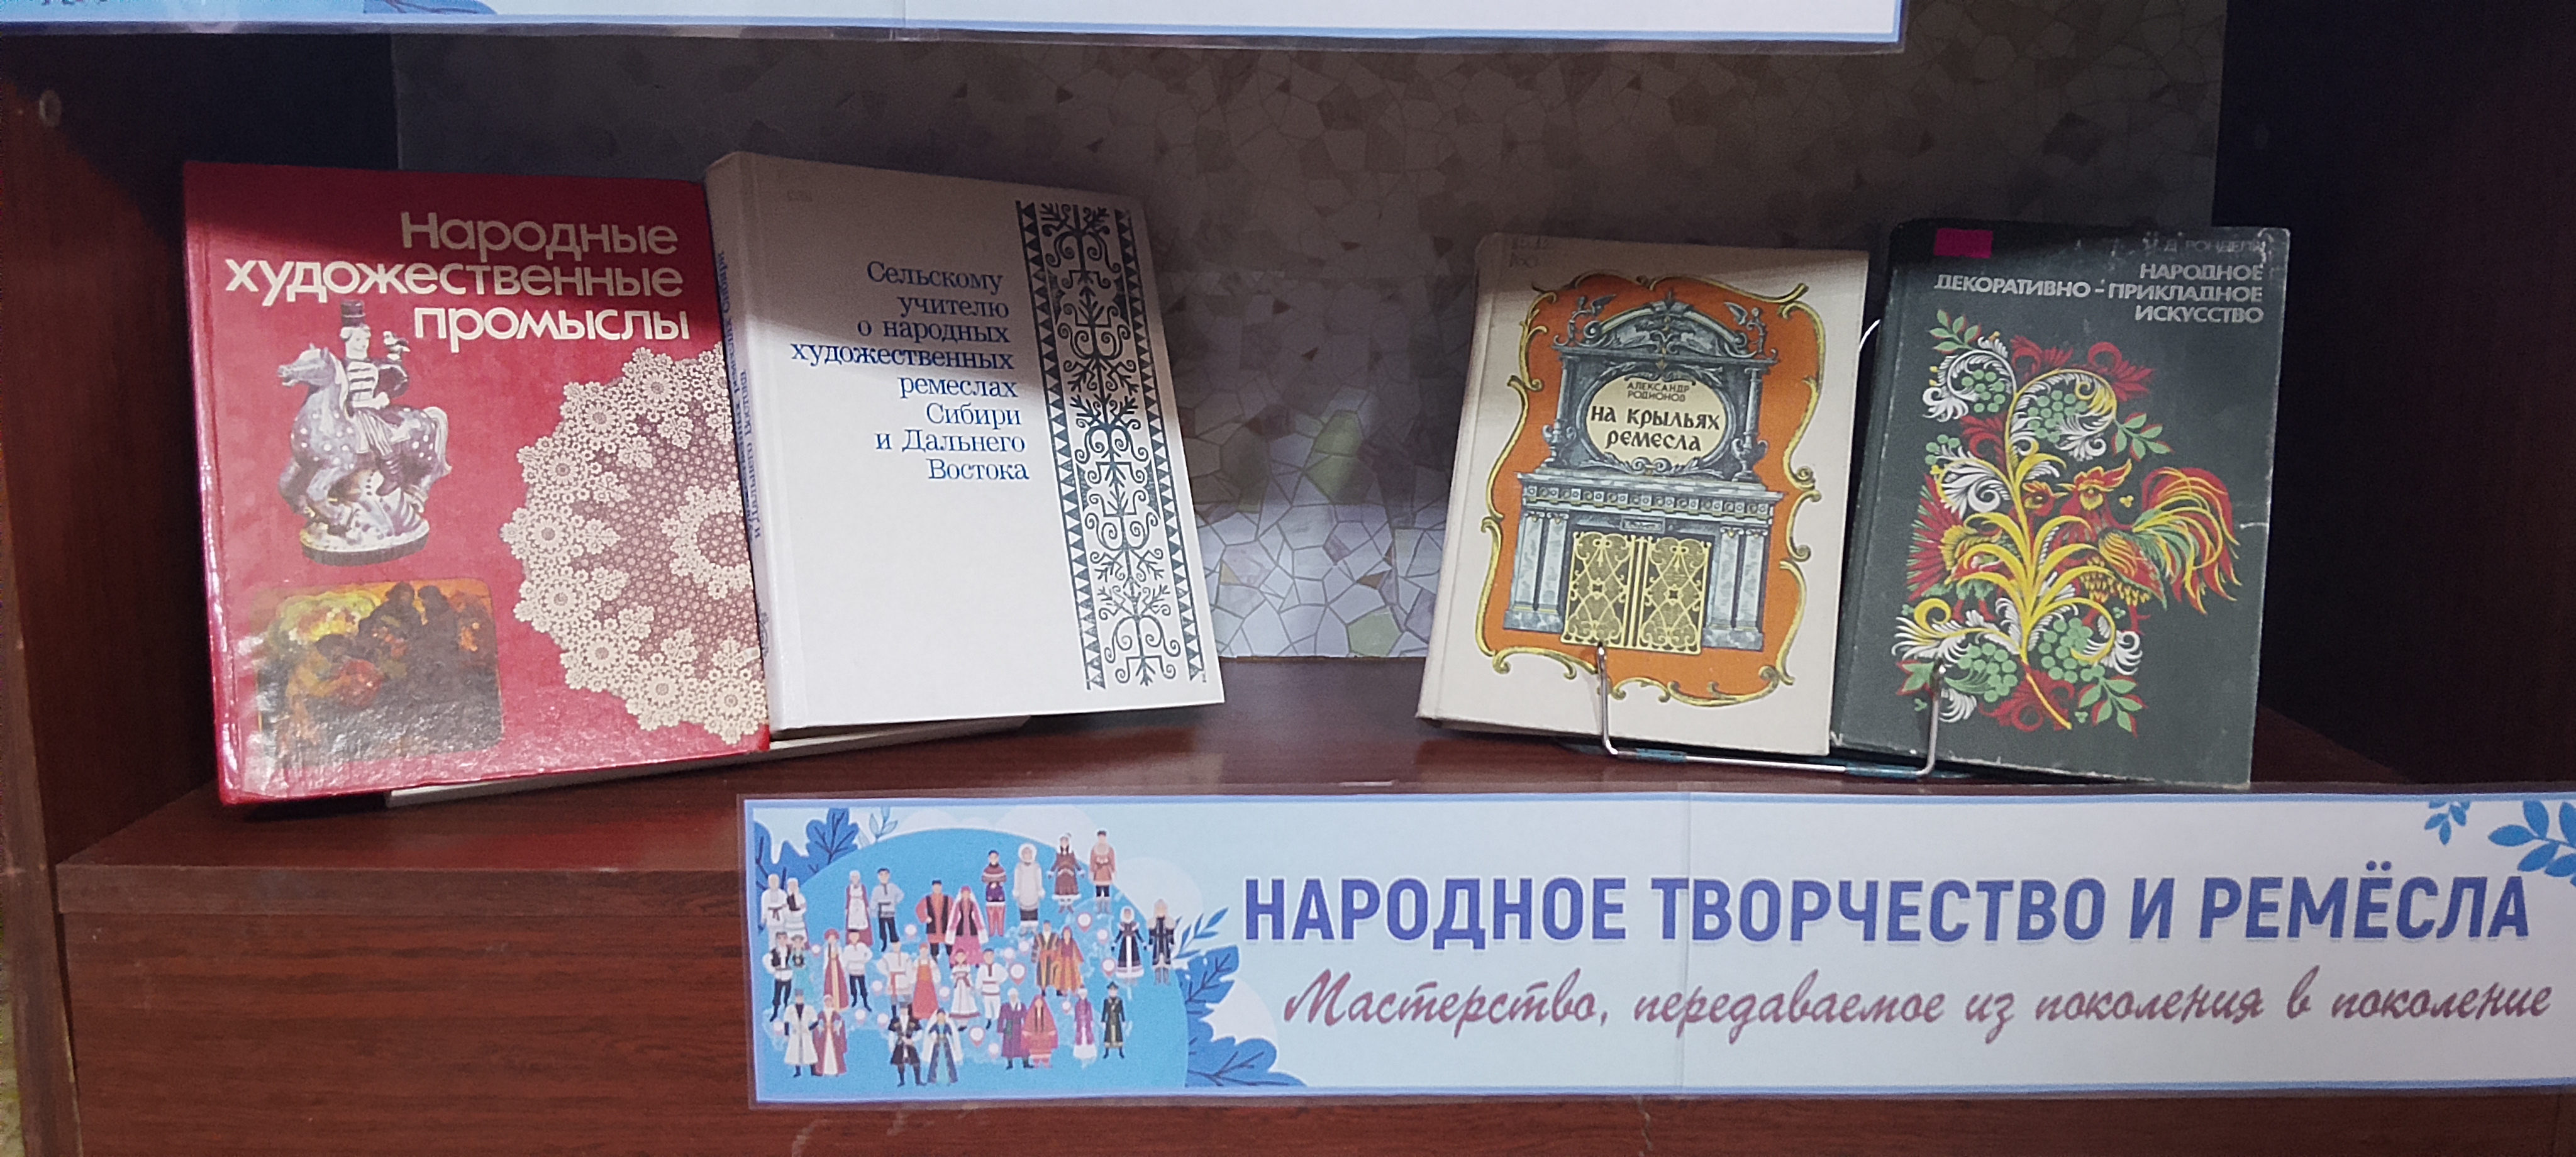 Народные
художественные
промыслы
Сельскому
учителю
о народных
художественных
ремеслах
Сибири
и Дальнего
Востока
АЛЕКСАНДР
РОДИОНОВ
НА КРЫЛЬЯХ
РЕМЕСЛА
НАРОДНОЕ
ДЕКОРАТИВНО-ПРИКЛАДНОЕ
ИСКУССТВО
НАРОДНОЕ ТВОРЧЕСТВО И РЕМЁСЛА
Мастерство, передаваемое из поколения в поколение